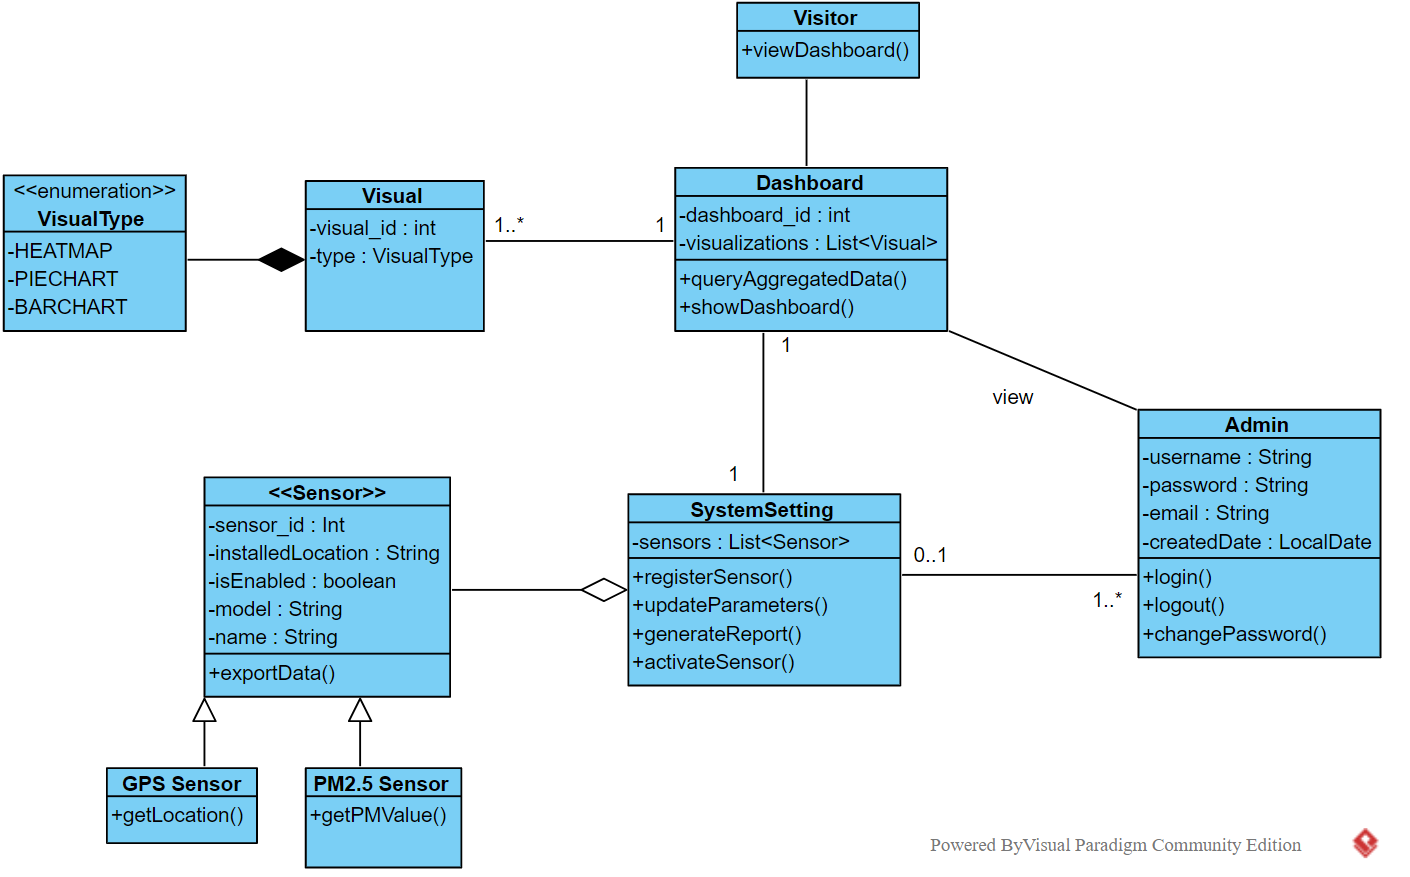 Visitor
+viewDashboard()
<<enumeration>>
VisualType
-HEATMAP
-PIECHART
-BARCHART
Visual
-visual_id : int
-type : VisualType
1..*
1
Dashboard
-dashboard_id : int
-visualizations : List<Visual>
+queryAggregatedData()
+showDashboard()
1
view
1
Admin
-username : String
-password : String
-email : String
-createdDate : LocalDate
+login()
+logout()
+changePassword()
<<Sensor>>
-sensor_id : Int
-installedLocation : String
-isEnabled : boolean
-model : String
-name : String
+exportData()
SystemSetting
-sensors : List<Sensor>
+registerSensor()
+updateParameters()
+generateReport()
+activateSensor()
0..1
1..*
GPS Sensor
+getLocation()
PM2.5 Sensor
+getPMValue()
Powered ByVisual Paradigm Community Edition